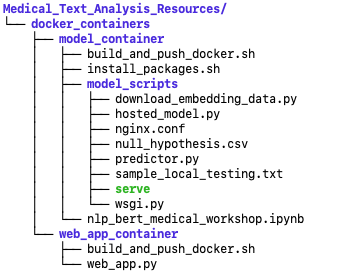 Medical_Text_Analysis_Resources/
└── docker_containers
    ├── model_container
    │   ├── build_and_push_docker.sh
    │   ├── install_packages.sh
    │   ├── model_scripts
    │   │   ├── download_embedding_data.py
    │   │   ├── hosted_model.py
    │   │   ├── nginx.conf
    │   │   ├── null_hypothesis.csv
    │   │   ├── predictor.py
    │   │   ├── sample_local_testing.txt
    │   │   ├── serve
    │   │   └── wsgi.py
    │   └── nlp_bert_medical_workshop.ipynb
    └── web_app_container
        ├── build_and_push_docker.sh
        └── web_app.py